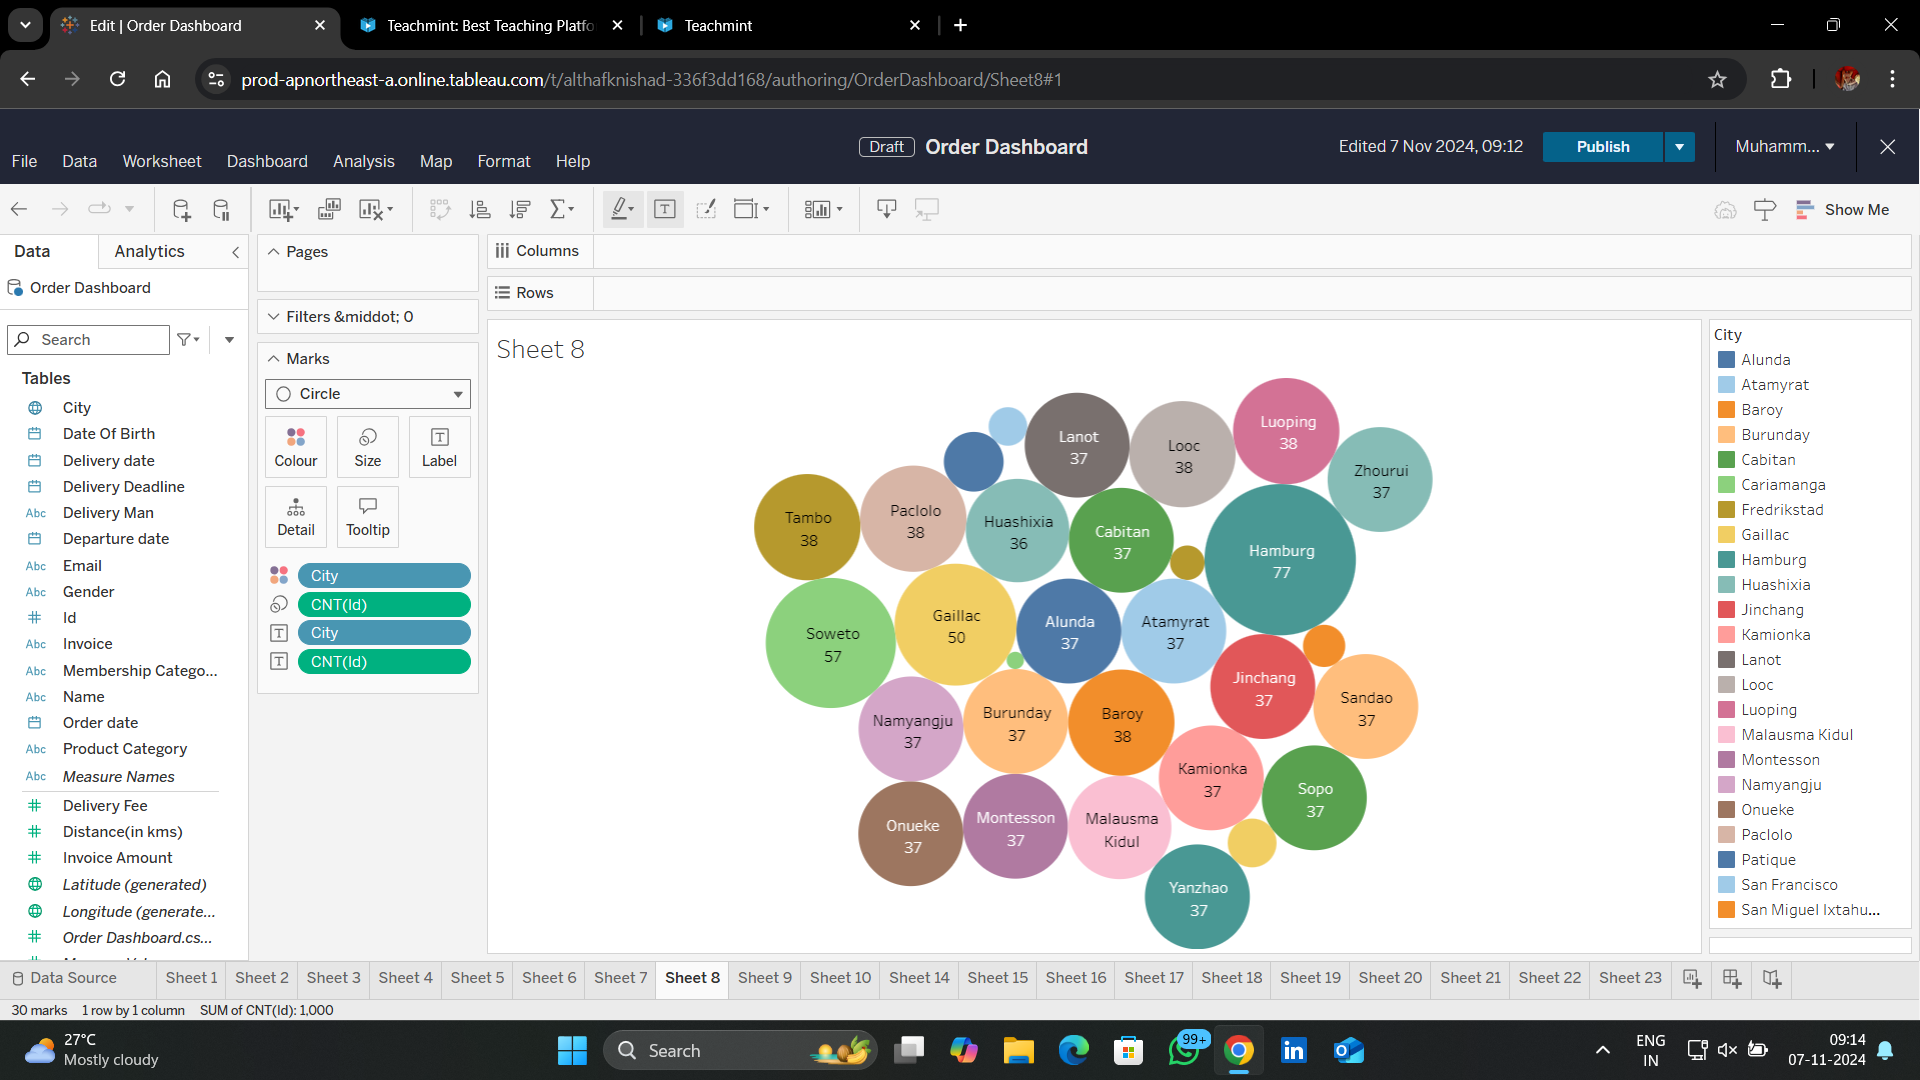 Edit | Order Dashboard
Teachmint: Best Teaching Platfo
Teachmint
prod-apnortheast-a.online.tableau.com/t/althafknishad-336f3dd168/authoring/OrderDashboard/Sheet8#1
Draft Order Dashboard
Edited 7 Nov 2024, 09:12
Publish
Muhamm...
File Data Worksheet Dashboard Analysis Map Format Help
Show Me
Data Analytics
Order Dashboard
Search
Tables
City
Date Of Birth
Delivery date
Delivery Deadline
Abc Delivery Man
Departure date
Abc Email
Abc Gender
Id
Abc Invoice
Abc Membership Catego...
Abc Name
Order date
Abc Product Category
Abc Measure Names
Delivery Fee
Distance(in kms)
Invoice Amount
Latitude (generated)
Longitude (generate...
Order Dashboard.cs...
Pages
Filters &middot; 0
Marks
Circle
Colour Size Label
Detail Tooltip
City
CNT(Id)
City
CNT(Id)
Columns
Rows
Sheet 8
Luoping
38
Lanot
37
Looc
38
Zhourui
37
Tambo
38
Paclolo
38
Huashixia
36
Cabitan
37
Hamburg
77
Soweto
57
Gaillac
50
Alunda
37
Atamyrat
37
Jinchang
37
Sandao
37
Namyangju
37
Burunday
37
Baroy
38
Kamionka
37
Sopo
37
Onueke
37
Montesson
37
Malausma
Kidul
Yanzhao
37
City
Alunda
Atamyrat
Baroy
Burunday
Cabitan
Cariamanga
Fredrikstad
Gaillac
Hamburg
Huashixia
Jinchang
Kamionka
Lanot
Looc
Luoping
Malausma Kidul
Montesson
Namyangju
Onueke
Paclolo
Patique
San Francisco
San Miguel Ixtahu...
Data Source Sheet 1 Sheet 2 Sheet 3 Sheet 4 Sheet 5 Sheet 6 Sheet 7 Sheet 8 Sheet 9 Sheet 10 Sheet 14 Sheet 15 Sheet 16 Sheet 17 Sheet 18 Sheet 19 Sheet 20 Sheet 21 Sheet 22 Sheet 23
30 marks 1 row by 1 column SUM of CNT(Id): 1,000
27°C
Mostly cloudy
Search
99+
ENG
IN
09:14
07-11-2024